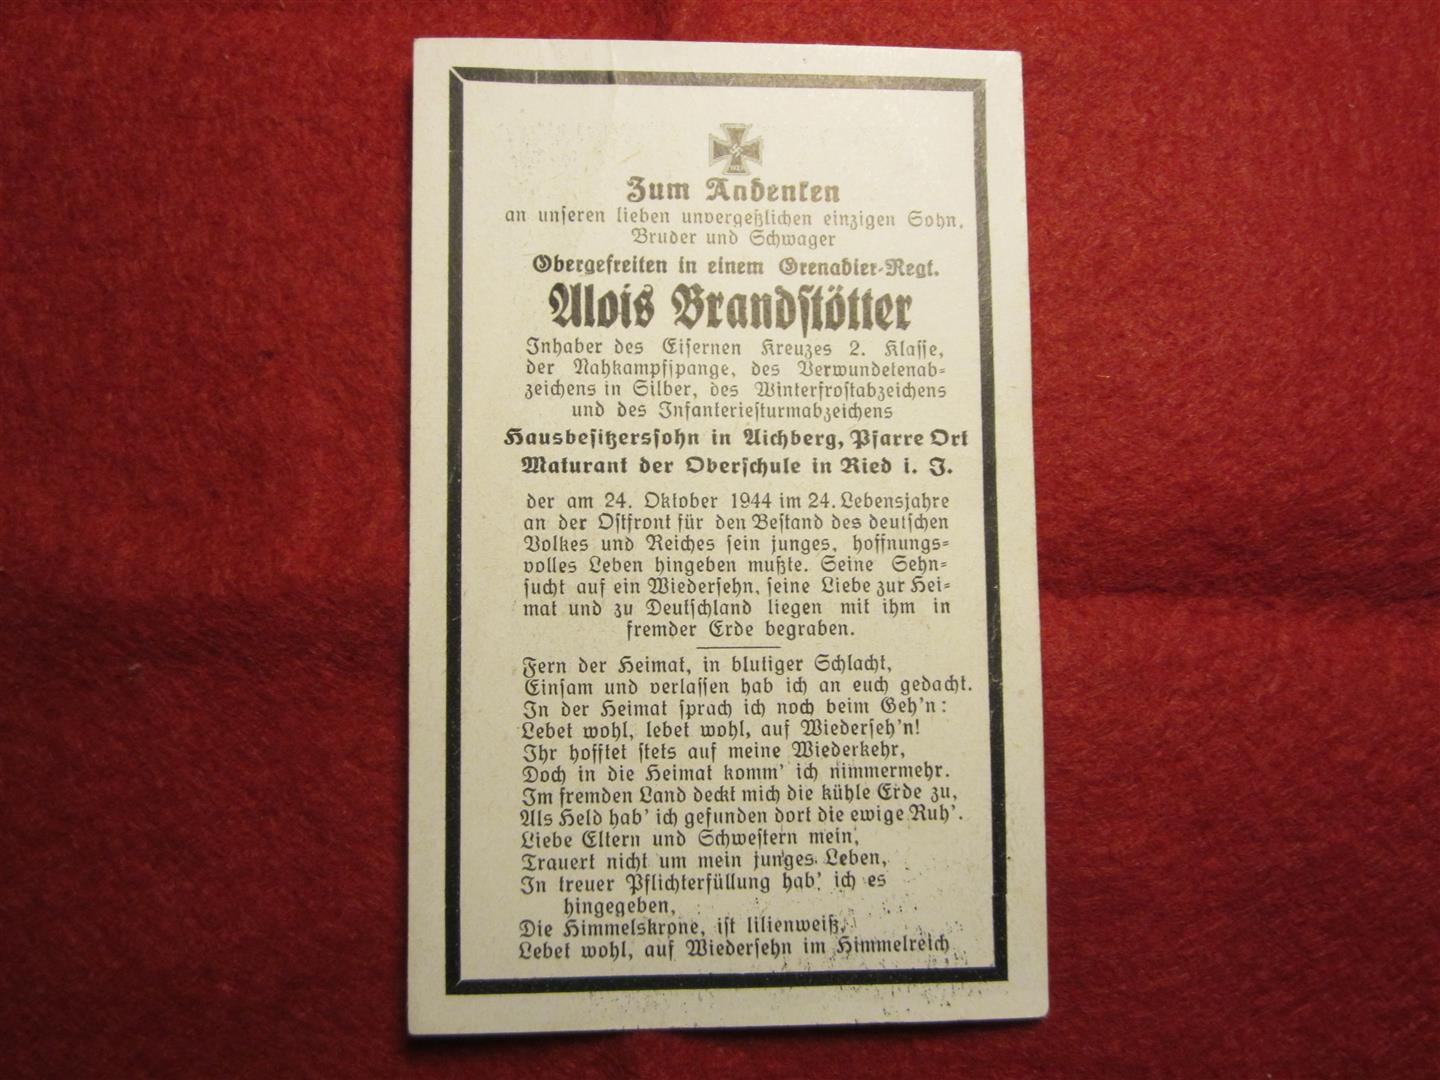 Zum Andenken
an unseren lieben unvergeßlichen einzigen Sohn,
Bruder und Schwager
Obergefreiten in einem Grenadier-Regt.
Alois Brandstötter
Inhaber des Eisernen Kreuzes 2. Klasse,
der Nahkampfspange, des Verwundetenab-
zeichens in Silber, des Winterfrostabzeichens
und des Infanteriesturmabzeichens
Hausbesitzerssohn in Aichberg, Pfarre Ort
Maturant der Oberschule in Ried i. J.
der am 24. Oktober 1944 im 24. Lebensjahre
an der Ostfront für den Bestand des deutschen
Volkes und Reiches sein junges, hoffnungs-
volles Leben hingeben mußte. Seine Sehn-
sucht auf ein Wiedersehn, seine Liebe zur Hei-
mat und zu Deutschland liegen mit ihm in
fremder Erde begraben.
Fern der Heimat, in blutiger Schlacht,
Einsam und verlassen hab ich an euch gedacht.
In der Heimat sprach ich noch beim Geh'n:
Lebet wohl, lebet wohl, auf Wiederseh'n!
Ihr hofftet stets auf meine Wiederkehr,
Doch in die Heimat komm' ich nimmermehr.
Im fremden Land deckt mich die kühle Erde zu,
Als Held hab' ich gefunden dort die ewige Ruh'.
Liebe Eltern und Schwestern mein,
Trauert nicht um mein junges Leben,
In treuer Pflichterfüllung hab' ich es
hingegeben,
Die Himmelskrone, ist lilienweiß,
Lebet wohl, auf Wiedersehn im Himmelreich